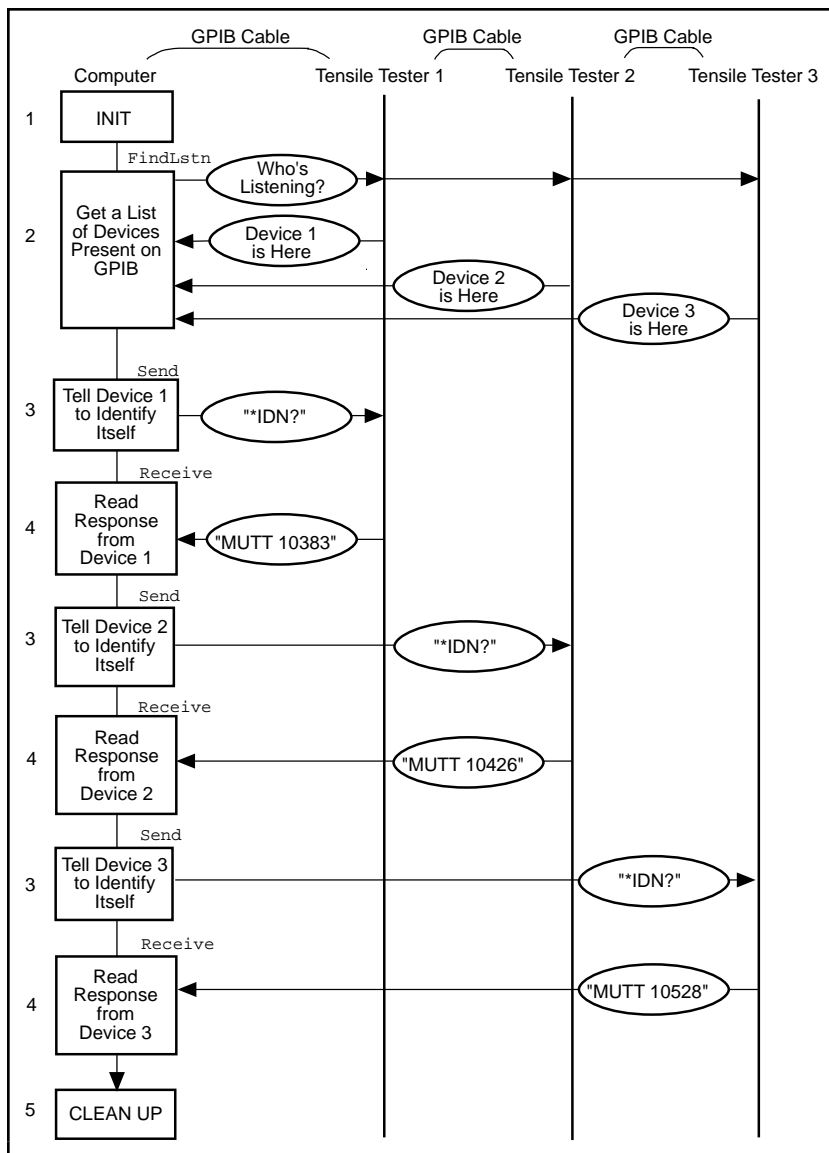 GPIB Cable GPIB Cable GPIB Cable
Computer Tensile Tester 1 Tensile Tester 2 Tensile Tester 3
1
INIT
FindLstn
Who's
Listening?
2
Get a List
of Devices
Present on
GPIB
Device 1
is Here
Device 2
is Here
Device 3
is Here
Send
3
Tell Device 1
to Identify
Itself
"*IDN?"
Receive
4
Read
Response
from
Device 1
"MUTT 10383"
Send
3
Tell Device 2
to Identify
Itself
"*IDN?"
Receive
4
Read
Response
from
Device 2
"MUTT 10426"
Send
3
Tell Device 3
to Identify
Itself
"*IDN?"
Receive
4
Read
Response
from
Device 3
"MUTT 10528"
5
CLEAN UP